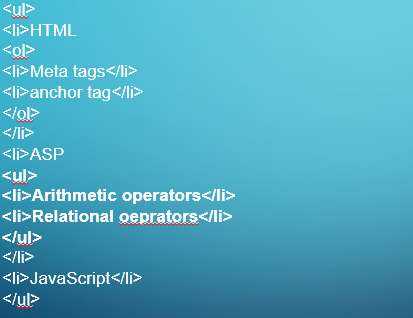 <ul>
<li>HTML
<ol>
<li>Meta tags</li>
<li>anchor tag</li>
</ol>
</li>
<li>ASP
<ul>
<li>Arithmetic operators</li>
<li>Relational oeprators</li>
</ul>
</li>
<li>JavaScript</li>
</ul>